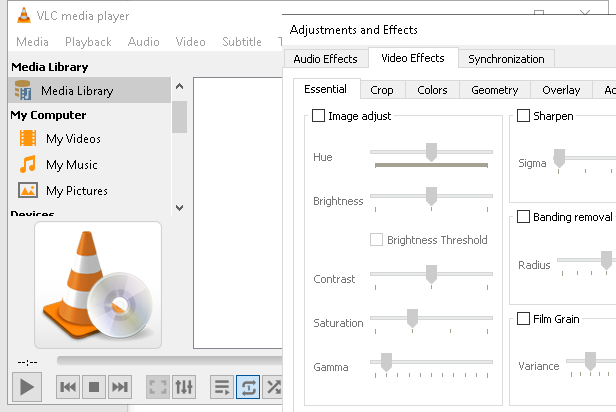 VLC media player
Media Playback Audio Video Subtitle
Media Library
Media Library
My Computer
My Videos
My Music
My Pictures
Devices
--:--
Adjustments and Effects
Audio Effects Video Effects Synchronization
Essential Crop Colors Geometry Overlay
Image adjust
Hue
Brightness
Brightness Threshold
Contrast
Saturation
Gamma
Sharpen
Sigma
Banding removal
Radius
Film Grain
Variance